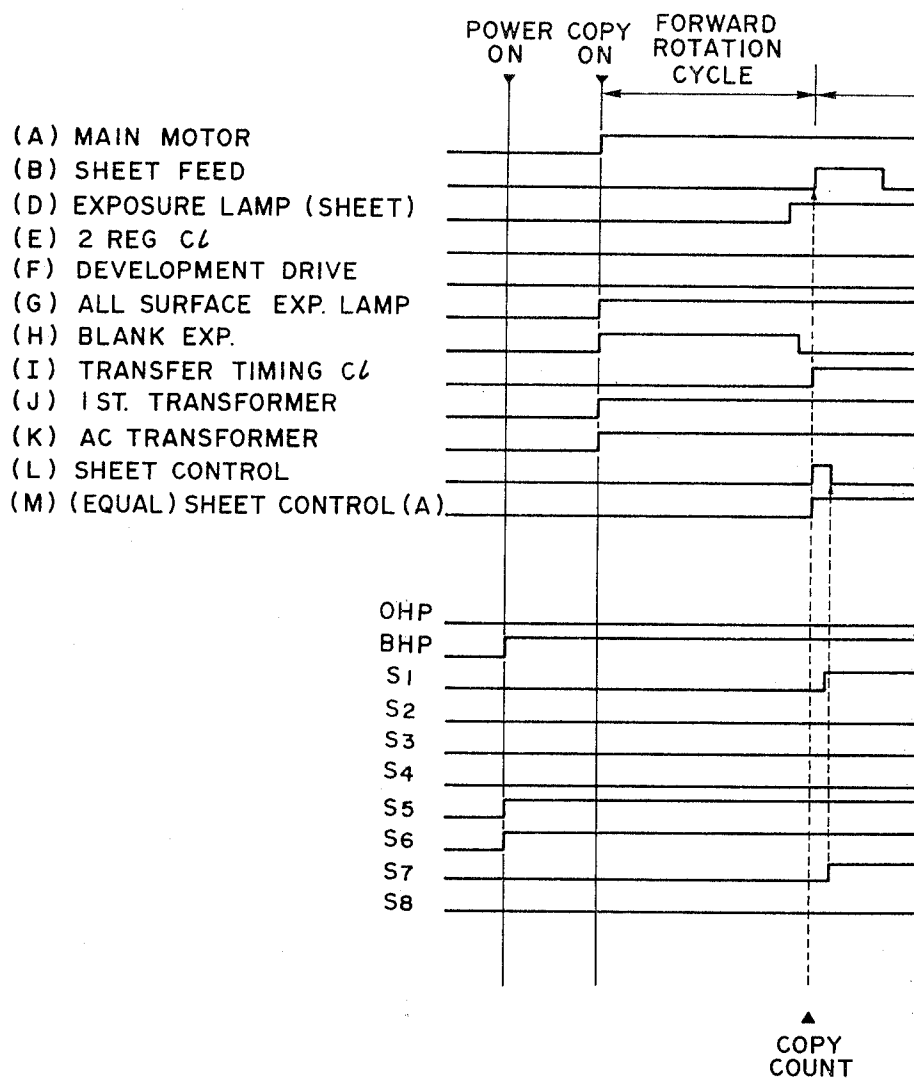 POWER ON
COPY ON
FORWARD ROTATION CYCLE
(A) MAIN MOTOR
(B) SHEET FEED
(D) EXPOSURE LAMP (SHEET)
(E) 2 REG Cℓ
(F) DEVELOPMENT DRIVE
(G) ALL SURFACE EXP. LAMP
(H) BLANK EXP.
(I) TRANSFER TIMING Cℓ
(J) 1ST. TRANSFORMER
(K) AC TRANSFORMER
(L) SHEET CONTROL
(M) (EQUAL) SHEET CONTROL (A)
OHP
BHP
S1
S2
S3
S4
S5
S6
S7
S8
COPY
COUNT